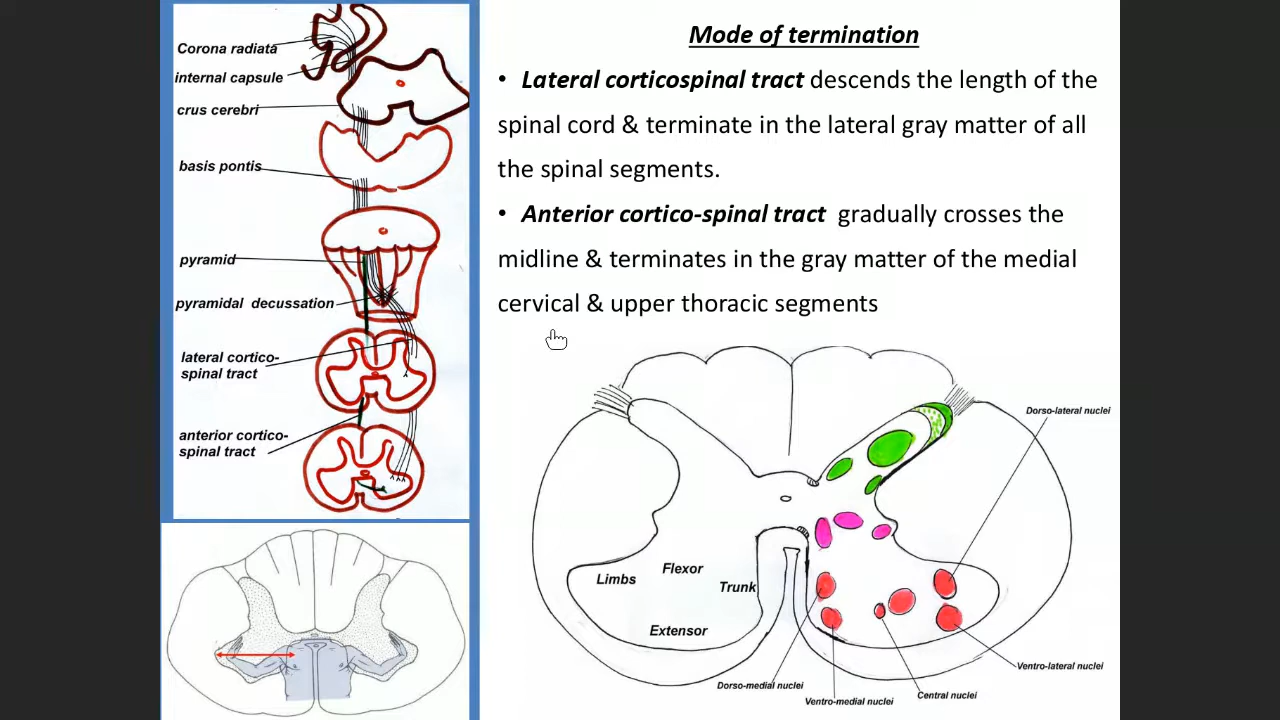 Corona radiata
internal capsule
crus cerebri
basis pontis
pyramid
pyramidal decussation
lateral cortico-
spinal tract
anterior cortico-
spinal tract
Mode of termination
• Lateral corticospinal tract descends the length of the
spinal cord & terminate in the lateral gray matter of all
the spinal segments.
• Anterior cortico-spinal tract gradually crosses the
midline & terminates in the gray matter of the medial
cervical & upper thoracic segments
Dorso-lateral nuclei
Limbs
Flexor
Trunk
Extensor
Ventro-lateral nuclei
Dorso-medial nuclei
Central nuclei
Ventro-medial nuclei